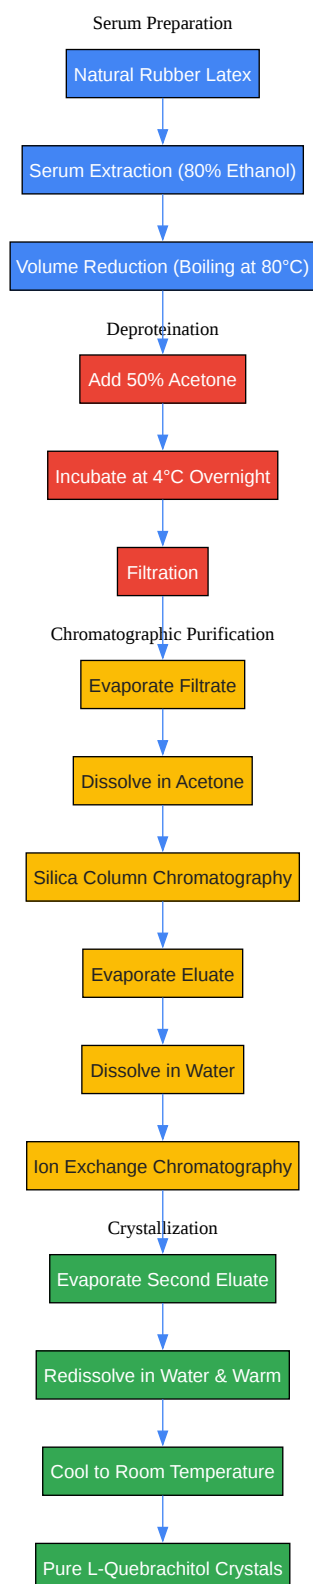 Serum Preparation
Natural Rubber Latex
Serum Extraction (80% Ethanol)
Volume Reduction (Boiling at 80°C)
Deproteination
Add 50% Acetone
Incubate at 4°C Overnight
Filtration
Chromatographic Purification
Evaporate Filtrate
Dissolve in Acetone
Silica Column Chromatography
Evaporate Eluate
Dissolve in Water
Ion Exchange Chromatography
Crystallization
Evaporate Second Eluate
Redissolve in Water & Warm
Cool to Room Temperature
Pure L-Quebrachitol Crystals